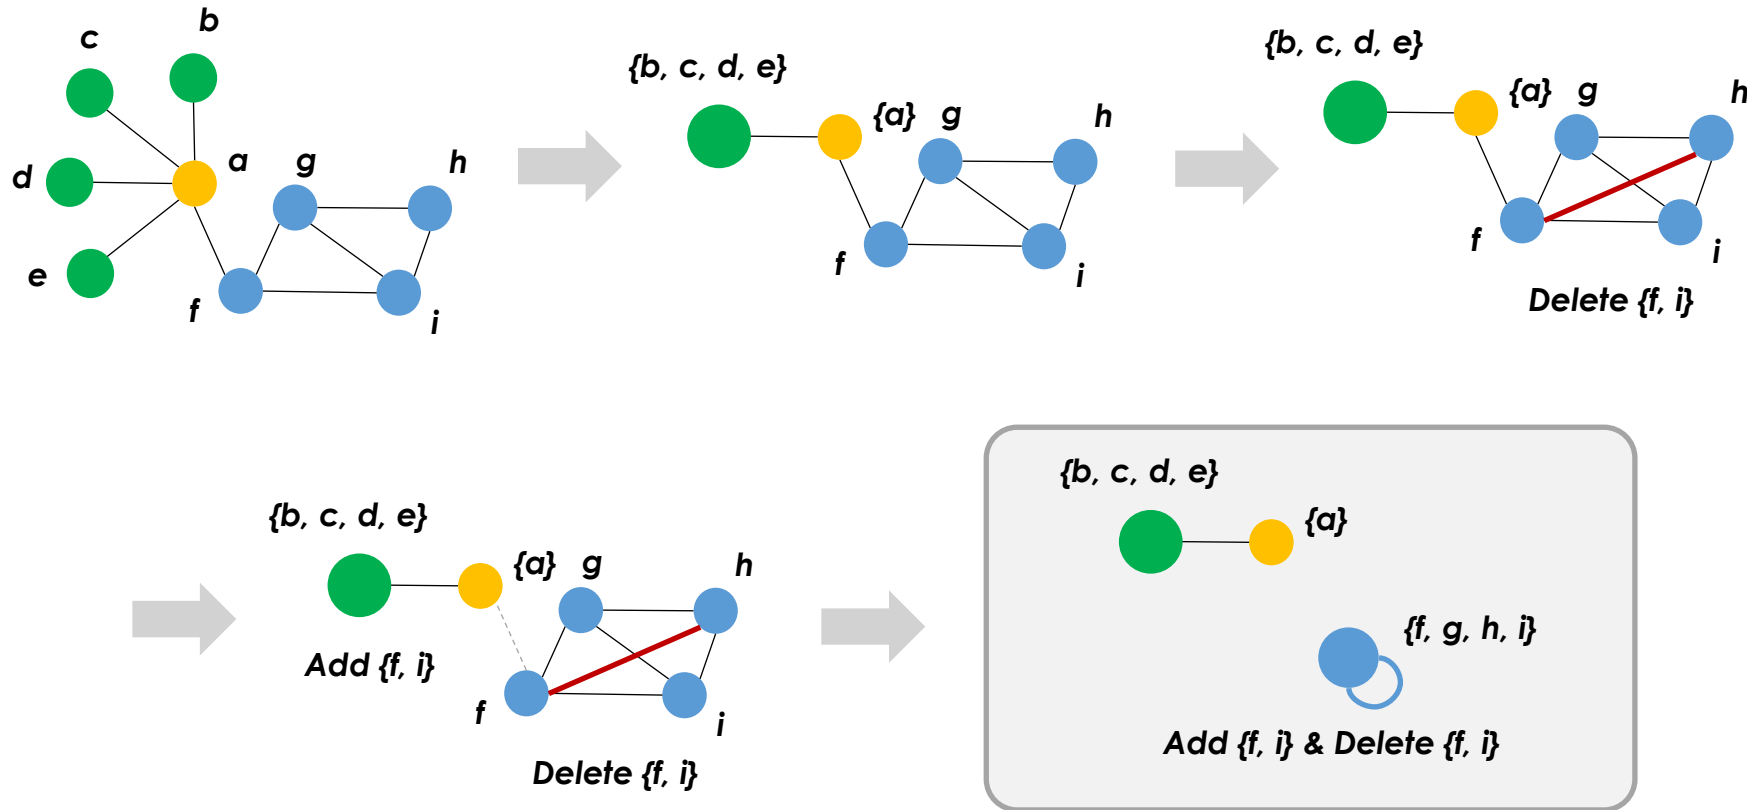 b
c
a
g
h
d
e
f
i
{b, c, d, e}
{a}
g
h
f
i
{b, c, d, e}
{a}
g
h
f
i
Delete {f, i}
{b, c, d, e}
{a}
g
h
Add {f, i}
f
i
Delete {f, i}
{b, c, d, e}
{a}
{f, g, h, i}
Add {f, i} & Delete {f, i}